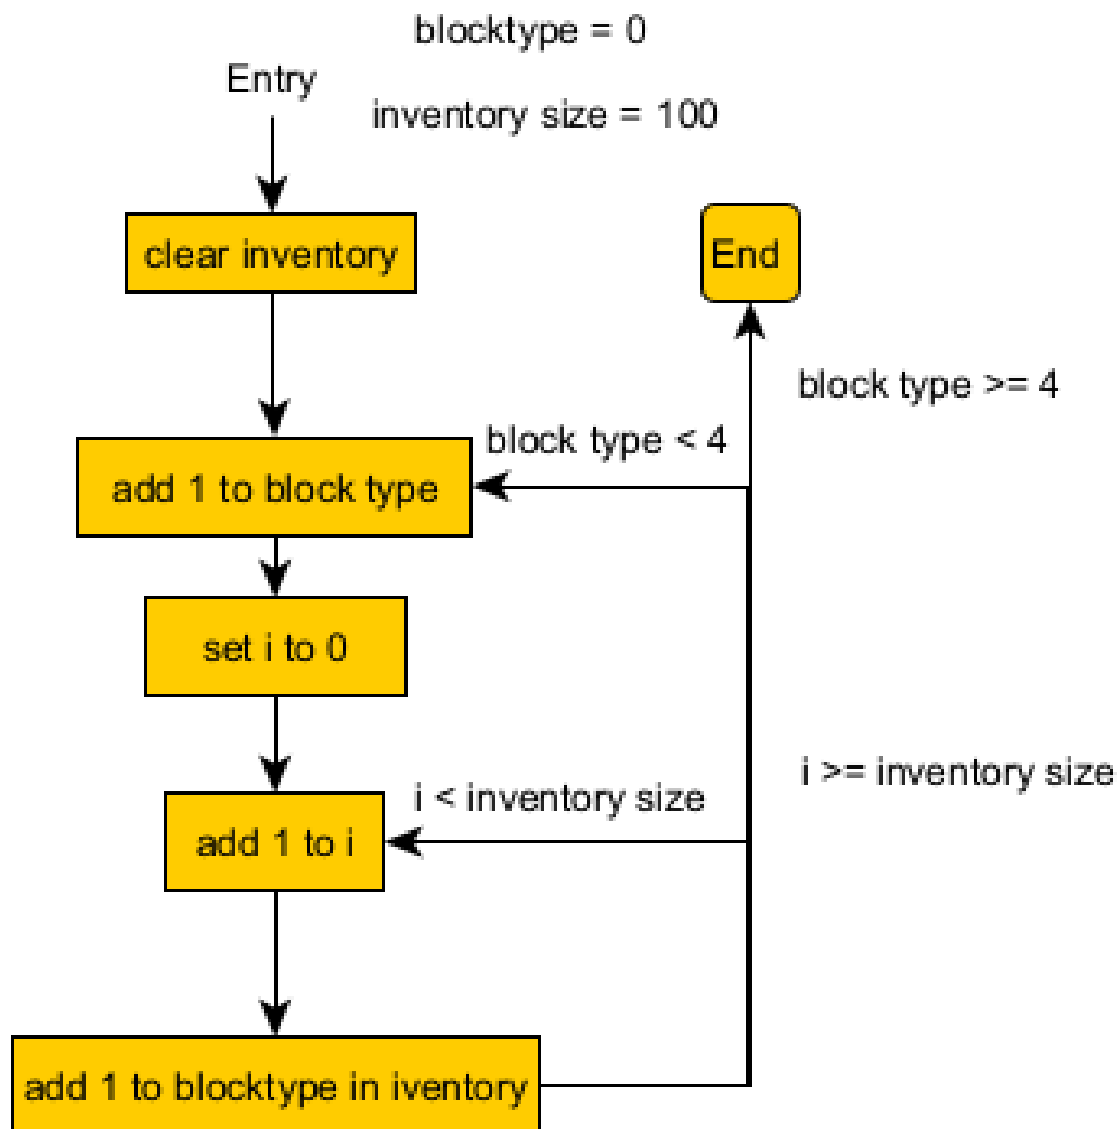 blocktype = 0
Entry
inventory size = 100
clear inventory
End
block type >= 4
block type < 4
add 1 to block type
set i to 0
i >= inventory size
i < inventory size
add 1 to i
add 1 to blocktype in iventory